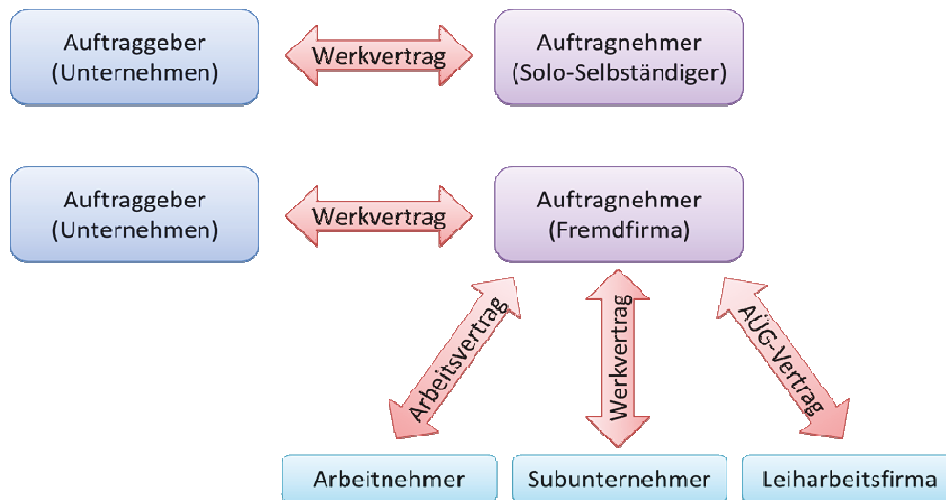 Auftraggeber
(Unternehmen)
Werkvertrag
Auftragnehmer
(Solo-Selbständiger)
Auftraggeber
(Unternehmen)
Werkvertrag
Auftragnehmer
(Fremdfirma)
Arbeitsvertrag
Werkvertrag
AÜG-Vertrag
Arbeitnehmer
Subunternehmer
Leiharbeitsfirma